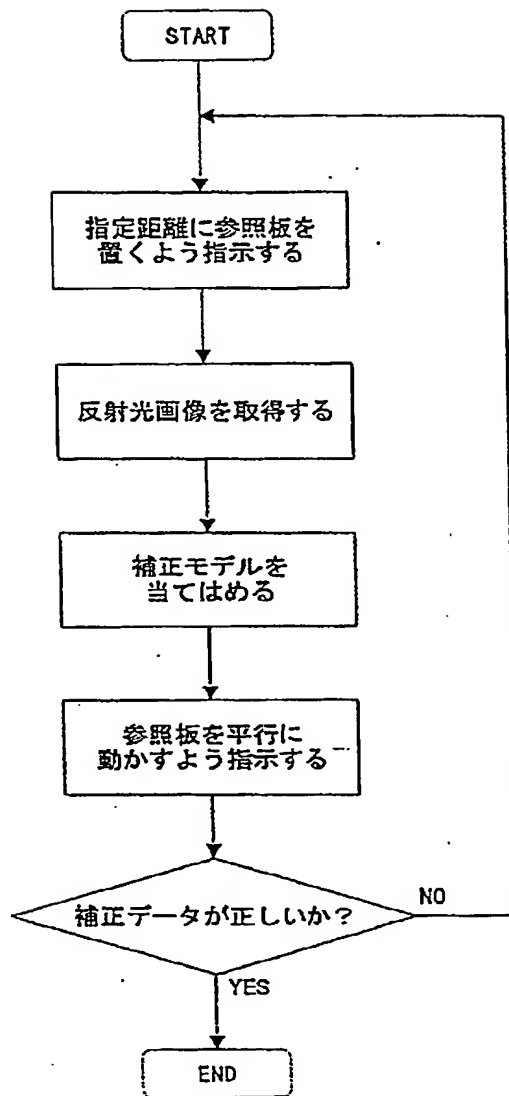 START
指定距離に参照板を
置くよう指示する
反射光画像を取得する
補正モデルを
当てはめる
参照板を平行に
動かすよう指示する
補正データが正しいか?
NO
YES
END